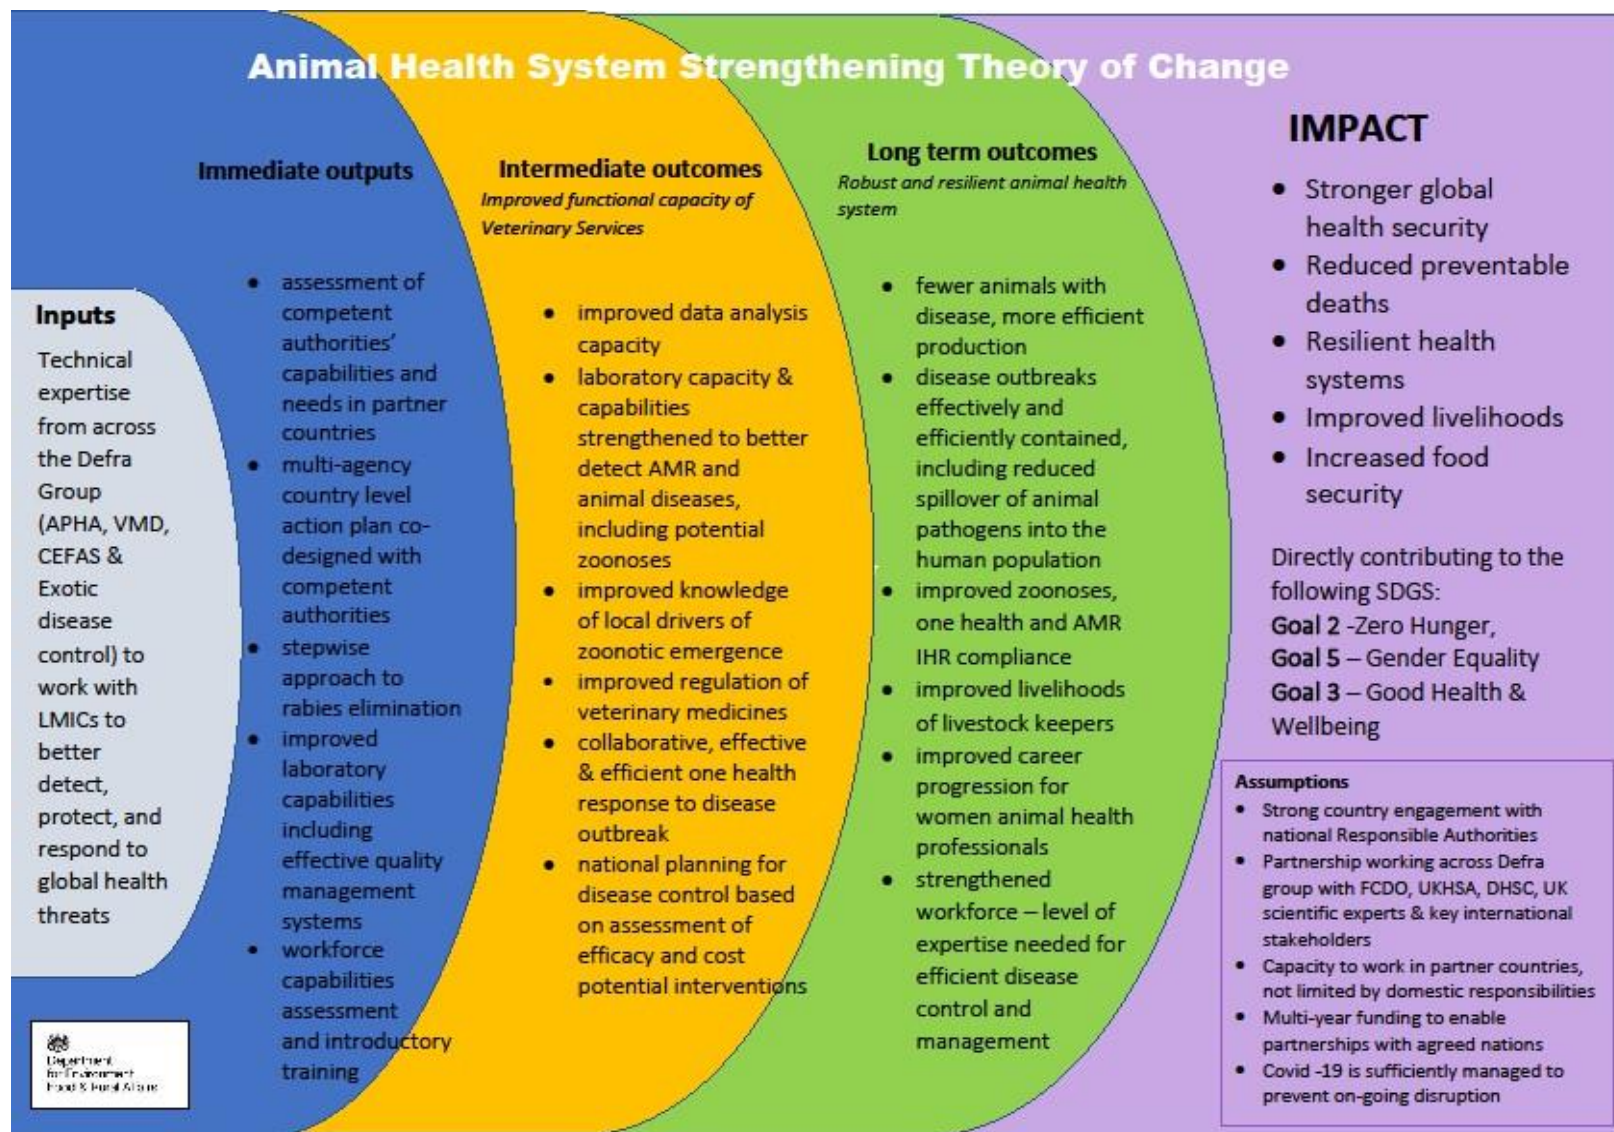 Animal Health System Strengthening Theory of Change
Inputs
Technical
expertise
from across
the Defra
Group
(APHA, VMD,
CEFAS &
Exotic
disease
control) to
work with
LMICs to
better
detect,
protect, and
respond to
global health
threats
Department
for Environment
Food & Rural Affairs
Immediate outputs
• assessment of
competent
authorities’
capabilities and
needs in partner
countries
• multi-agency
country level
action plan co-
designed with
competent
authorities
• stepwise
approach to
rabies elimination
• improved
laboratory
capabilities
including
effective quality
management
systems
• workforce
capabilities
assessment
and introductory
training
Intermediate outcomes
Improved functional capacity of
Veterinary Services
• improved data analysis
capacity
• laboratory capacity &
capabilities
strengthened to better
detect AMR and
animal diseases,
including potential
zoonoses
• improved knowledge
of local drivers of
zoonotic emergence
• improved regulation of
veterinary medicines
• collaborative, effective
& efficient one health
response to disease
outbreak
• national planning for
disease control based
on assessment of
efficacy and cost
potential interventions
Long term outcomes
Robust and resilient animal health
system
• fewer animals with
disease, more efficient
production
• disease outbreaks
effectively and
efficiently contained,
including reduced
spillover of animal
pathogens into the
human population
• improved zoonoses,
one health and AMR
IHR compliance
• improved livelihoods
of livestock keepers
• improved career
progression for
women animal health
professionals
• strengthened
workforce – level of
expertise needed for
efficient disease
control and
management
IMPACT
• Stronger global
health security
• Reduced preventable
deaths
• Resilient health
systems
• Improved livelihoods
• Increased food
security
Directly contributing to the
following SDGS:
Goal 2 -Zero Hunger,
Goal 5 – Gender Equality
Goal 3 – Good Health &
Wellbeing
Assumptions
• Strong country engagement with
national Responsible Authorities
• Partnership working across Defra
group with FCDO, UKHSA, DHSC, UK
scientific experts & key international
stakeholders
• Capacity to work in partner countries,
not limited by domestic responsibilities
• Multi-year funding to enable
partnerships with agreed nations
• Covid -19 is sufficiently managed to
prevent on-going disruption